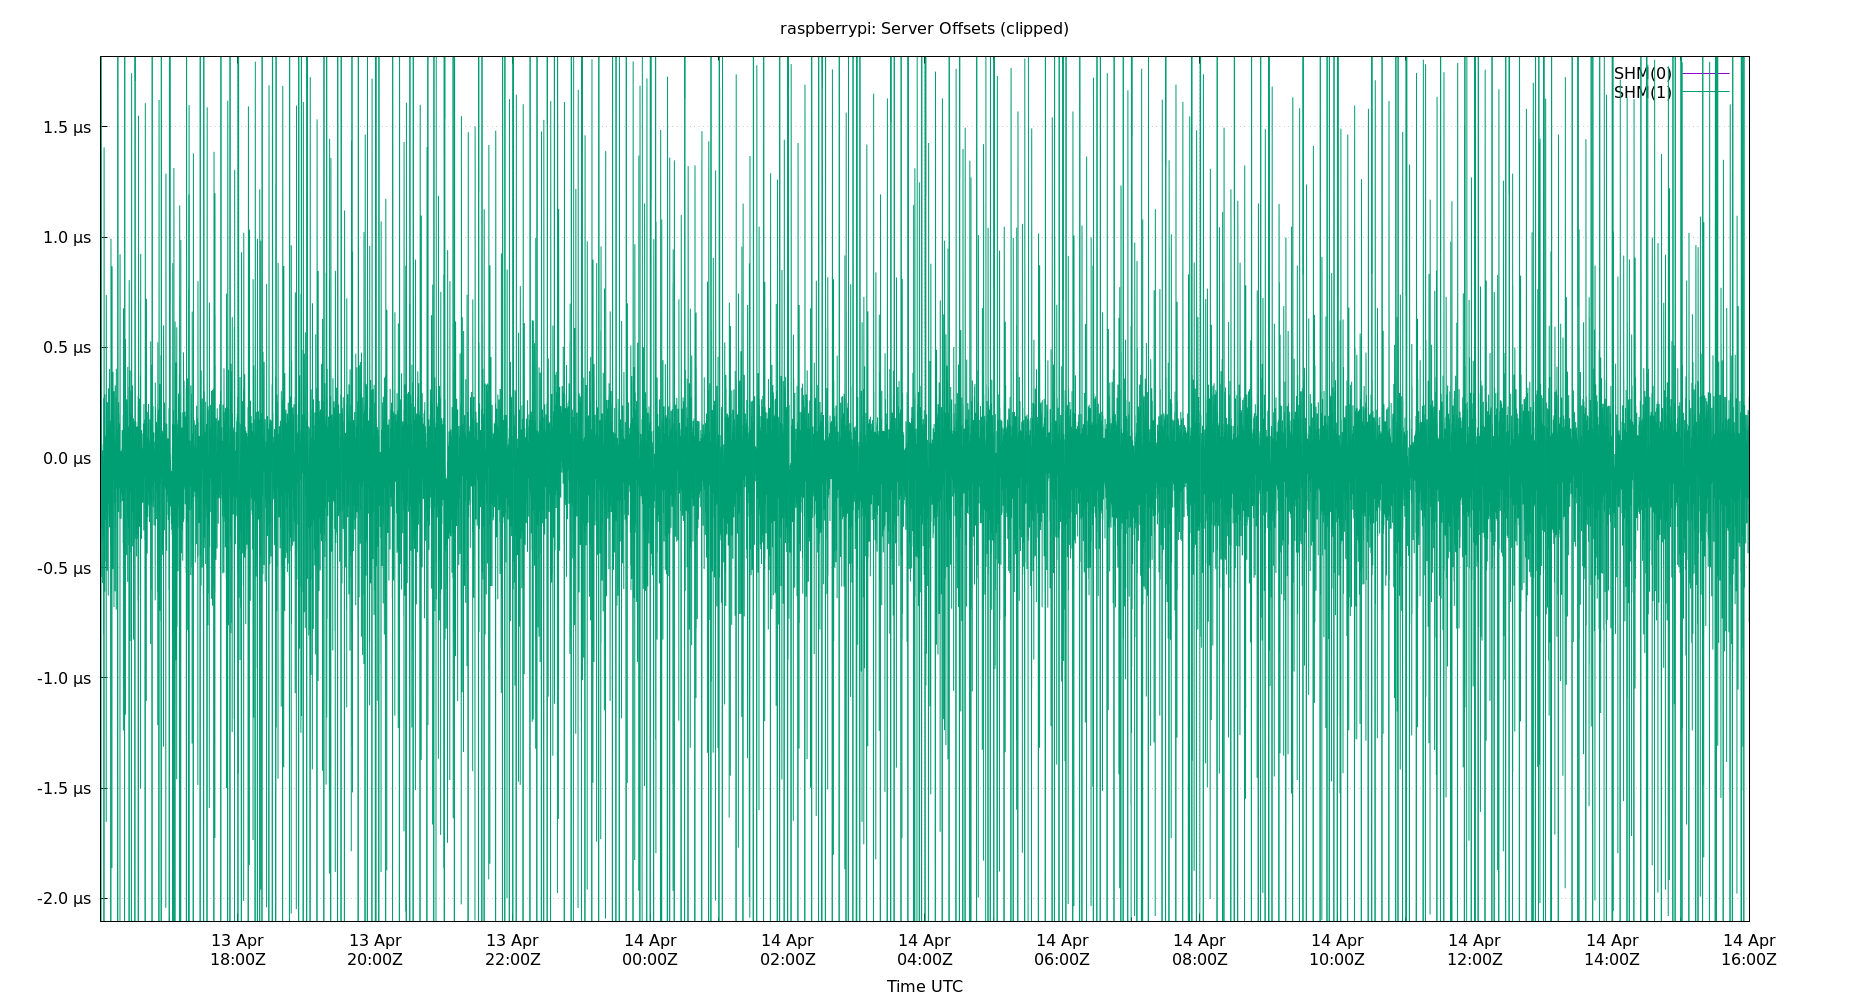 raspberrypi: Server Offsets (clipped)
SHM(0)
SHM(1)
1.5 µs
1.0 µs
0.5 µs
0.0 µs
-0.5 µs
-1.0 µs
-1.5 µs
-2.0 µs
13 Apr 13 Apr 13 Apr 14 Apr 14 Apr 14 Apr 14 Apr 14 Apr 14 Apr 14 Apr 14 Apr 14 Apr
18:00Z 20:00Z 22:00Z 00:00Z 02:00Z 04:00Z 06:00Z 08:00Z 10:00Z 12:00Z 14:00Z 16:00Z
Time UTC